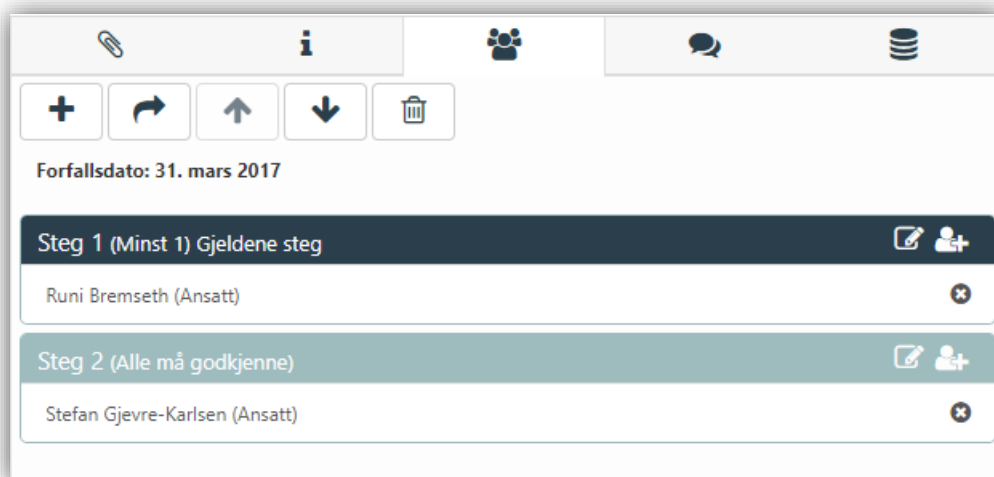 Forfallsdato: 31. mars 2017
Steg 1 (Minst 1) Gjeldene steg
Runi Bremseth (Ansatt)
Steg 2 (Alle må godkjenne)
Stefan Gjevre-Karlsen (Ansatt)